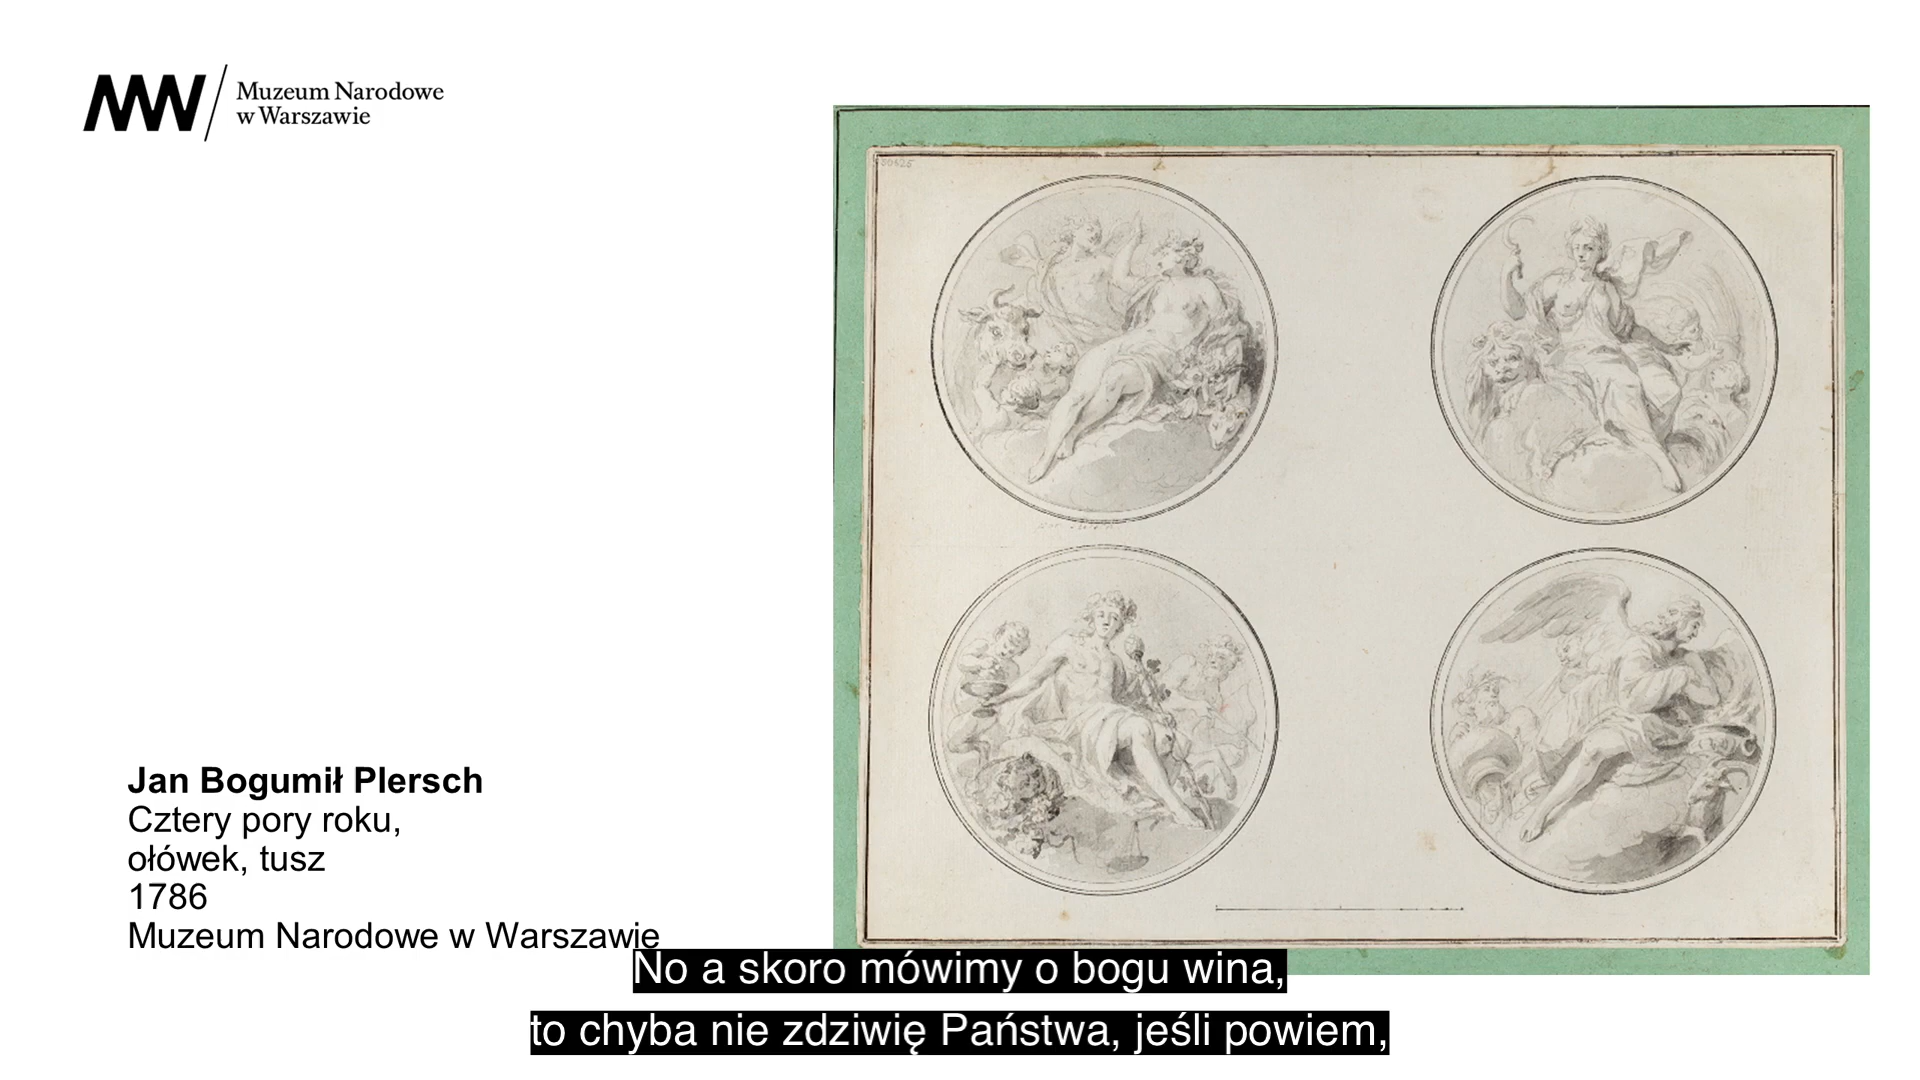 Muzeum Narodowe
w Warszawie
Jan Bogumił Plersch
Cztery pory roku,
ołówek, tusz
1786
Muzeum Narodowe w Warszawie
No a skoro mówimy o bogu wina,
to chyba nie zdziwię Państwa, jeśli powiem,